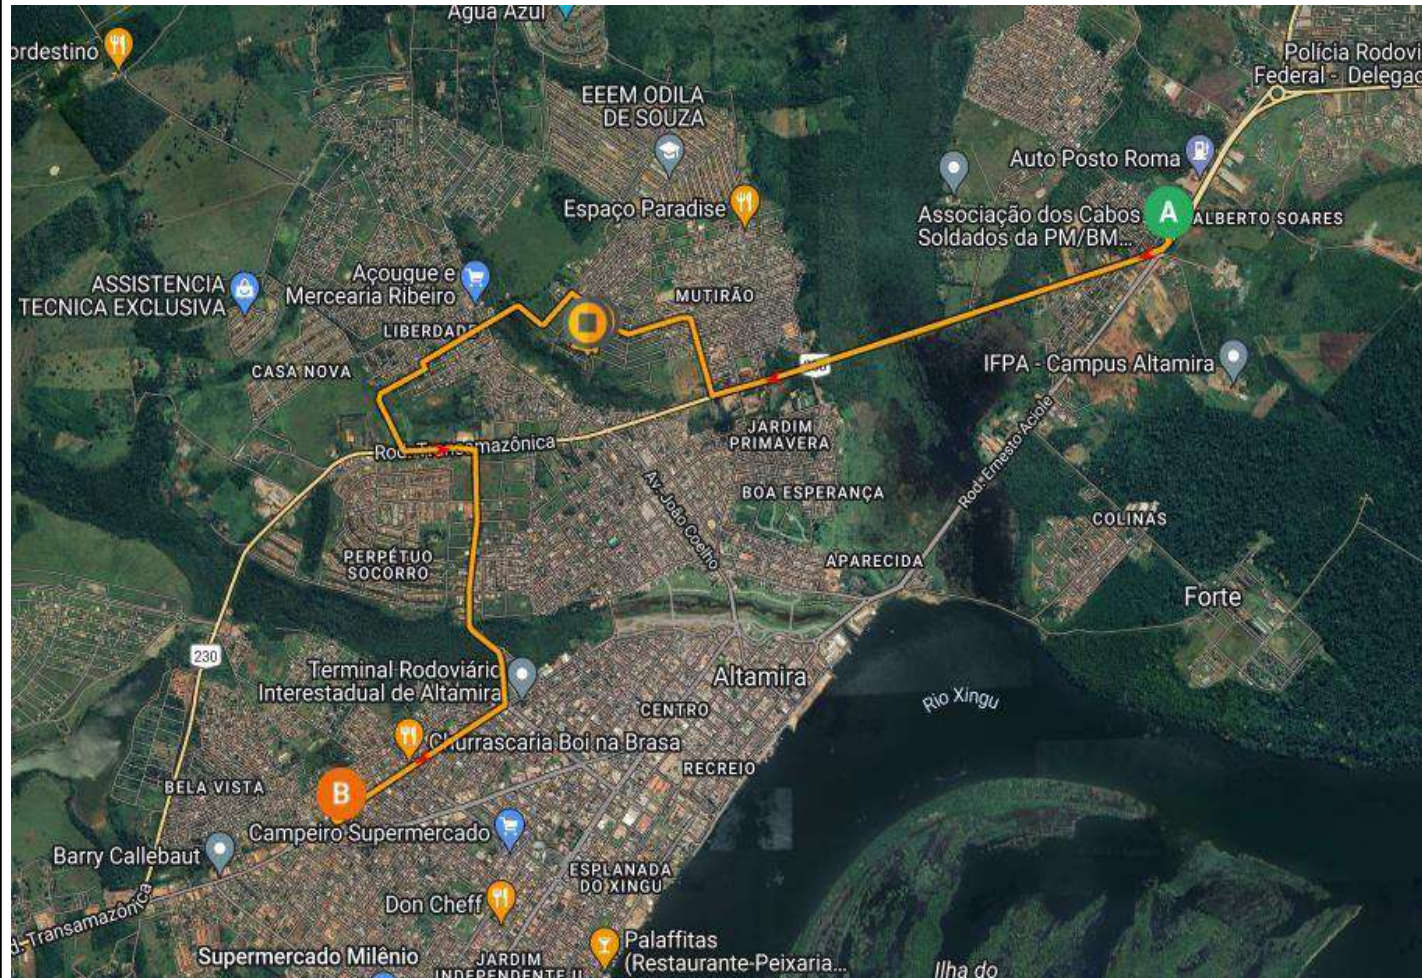 Água Azul
ordestino
Polícia Rodovi
Federal - Delegac
EEEM ODILA
DE SOUZA
Auto Posto Roma
Espaço Paradise
A
Associação dos Cabos
Soldados da PM/BM...
ALBERTO SOARES
ASSISTENCIA
TECNICA EXCLUSIVA
Açougue e
Mercearia Ribeiro
MUTIRÃO
LIBERDADE
CASA NOVA
IFPA - Campus Altamira
JARDIM
PRIMAVERA
Rod. Transamazônica
Av. João Coelho
Rod. Ernesto Aciole
BOA ESPERANÇA
COLINAS
PERPÉTUO
SOCORRO
APARECIDA
Forte
230
Terminal Rodoviário
Interestadual de Altamira
Altamira
CENTRO
Rio Xingu
Churrascaria Boi na Brasa
RECREIO
BELA VISTA
B
Campeiro Supermercado
Barry Callebaut
ESPLANADA
DO XINGU
Don Cheff
d. Transamazônica
Supermercado Milênio
Palaffitas
(Restaurante-Peixaria...
JARDIM
INDEPENDENTE II
Ilha do